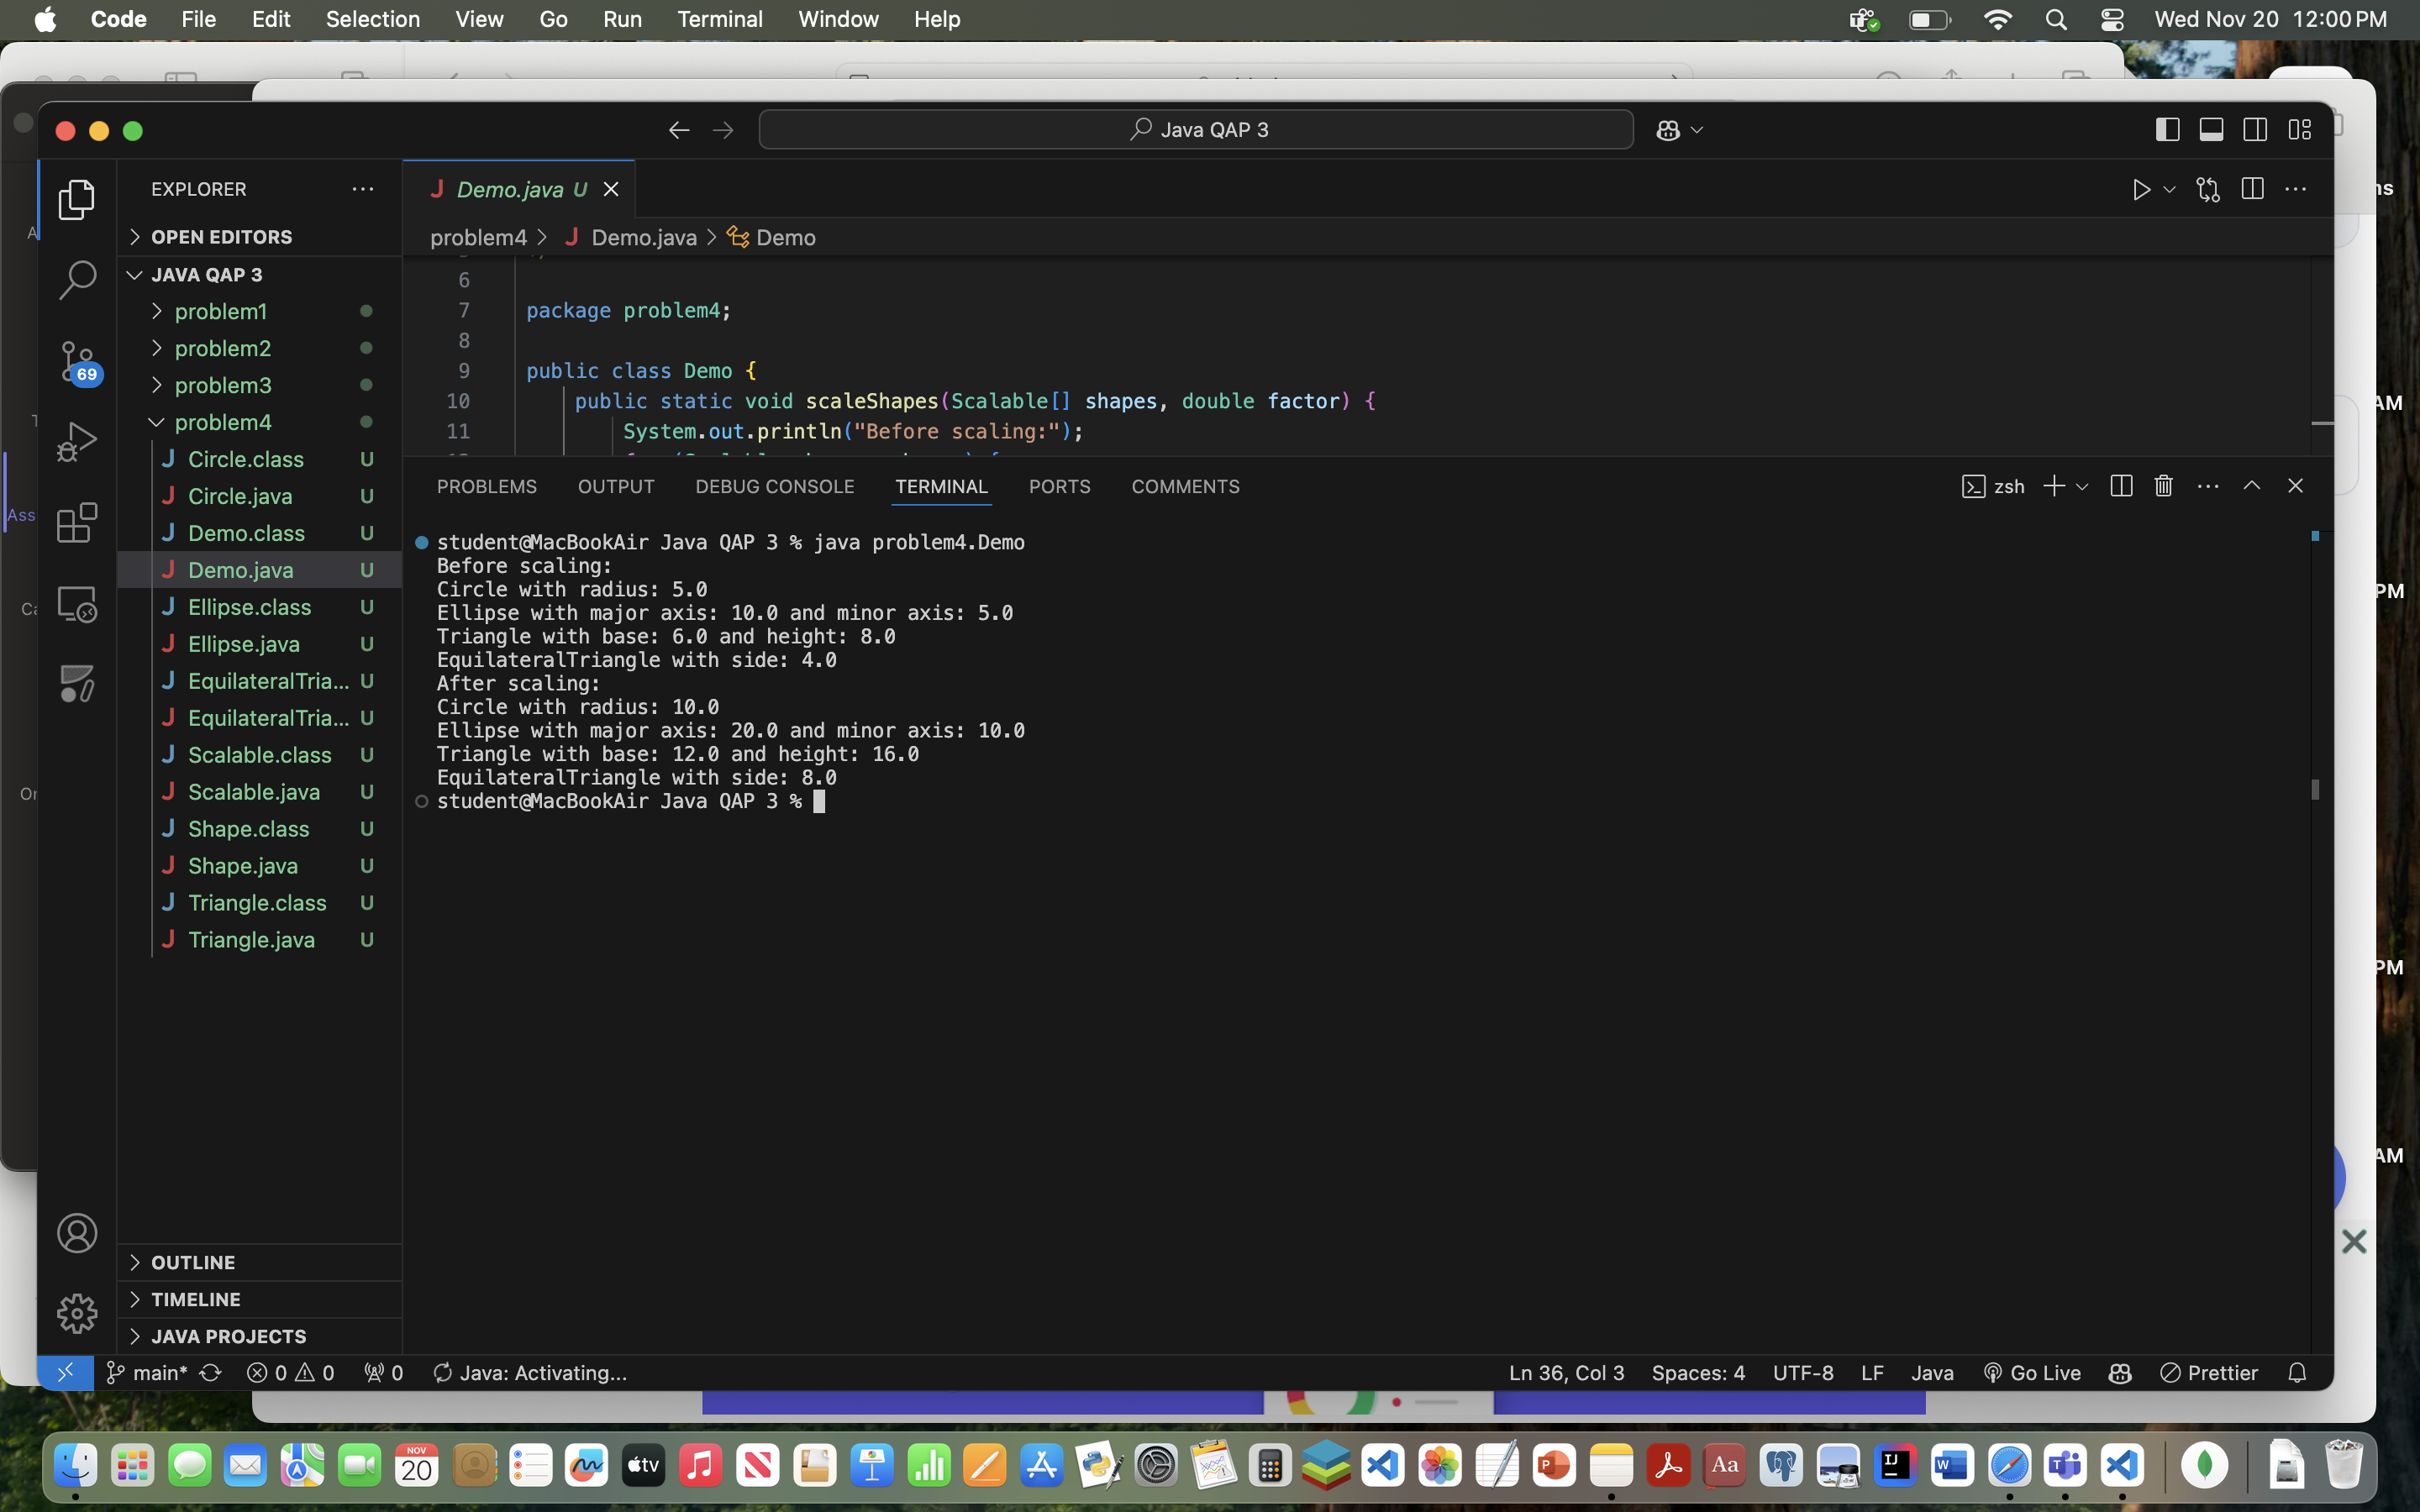 Code File Edit Selection View Go Run Terminal Window Help Wed Nov 20 12:00 PM
Java QAP 3
EXPLORER
OPEN EDITORS
JAVA QAP 3
problem1
problem2
problem3
problem4
Circle.class U
Circle.java U
Demo.class U
Demo.java U
Ellipse.class U
Ellipse.java U
EquilateralTria... U
EquilateralTria... U
Scalable.class U
Scalable.java U
Shape.class U
Shape.java U
Triangle.class U
Triangle.java U
OUTLINE
TIMELINE
JAVA PROJECTS
69
Demo.java U
problem4 > Demo.java > Demo
6
7 package problem4;
8
9 public class Demo {
10 public static void scaleShapes(Scalable[] shapes, double factor) {
11 System.out.println("Before scaling:");
PROBLEMS OUTPUT DEBUG CONSOLE TERMINAL PORTS COMMENTS
zsh
student@MacBookAir Java QAP 3 % java problem4.Demo
Before scaling:
Circle with radius: 5.0
Ellipse with major axis: 10.0 and minor axis: 5.0
Triangle with base: 6.0 and height: 8.0
EquilateralTriangle with side: 4.0
After scaling:
Circle with radius: 10.0
Ellipse with major axis: 20.0 and minor axis: 10.0
Triangle with base: 12.0 and height: 16.0
EquilateralTriangle with side: 8.0
student@MacBookAir Java QAP 3 %
main* 0 0 0 Java: Activating... Ln 36, Col 3 Spaces: 4 UTF-8 LF Java Go Live Prettier
Ass
AM
PM
PM
AM
NOV
20
tv
Aa
P
IJ
W
T